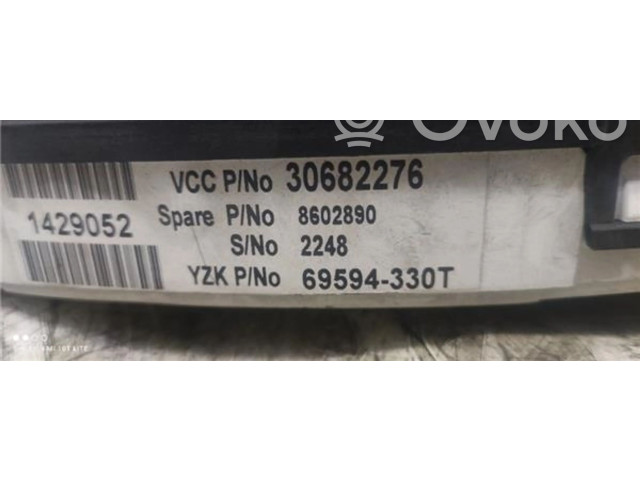 Ovoko
VCC P/No 30682276
1429052
Spare P/No 8602890
S/No 2248
YZK P/No 69594-330T